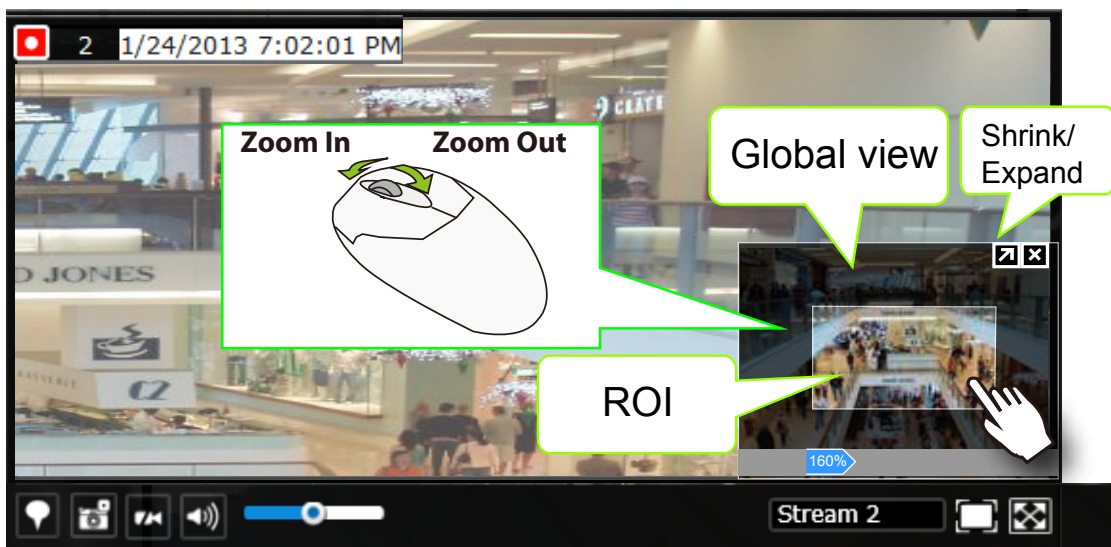 2 1/24/2013 7:02:01 PM
CRATE
Zoom In Zoom Out
Global view
Shrink/
Expand
D JONES
BRASSERIE
ROI
160%
Stream 2